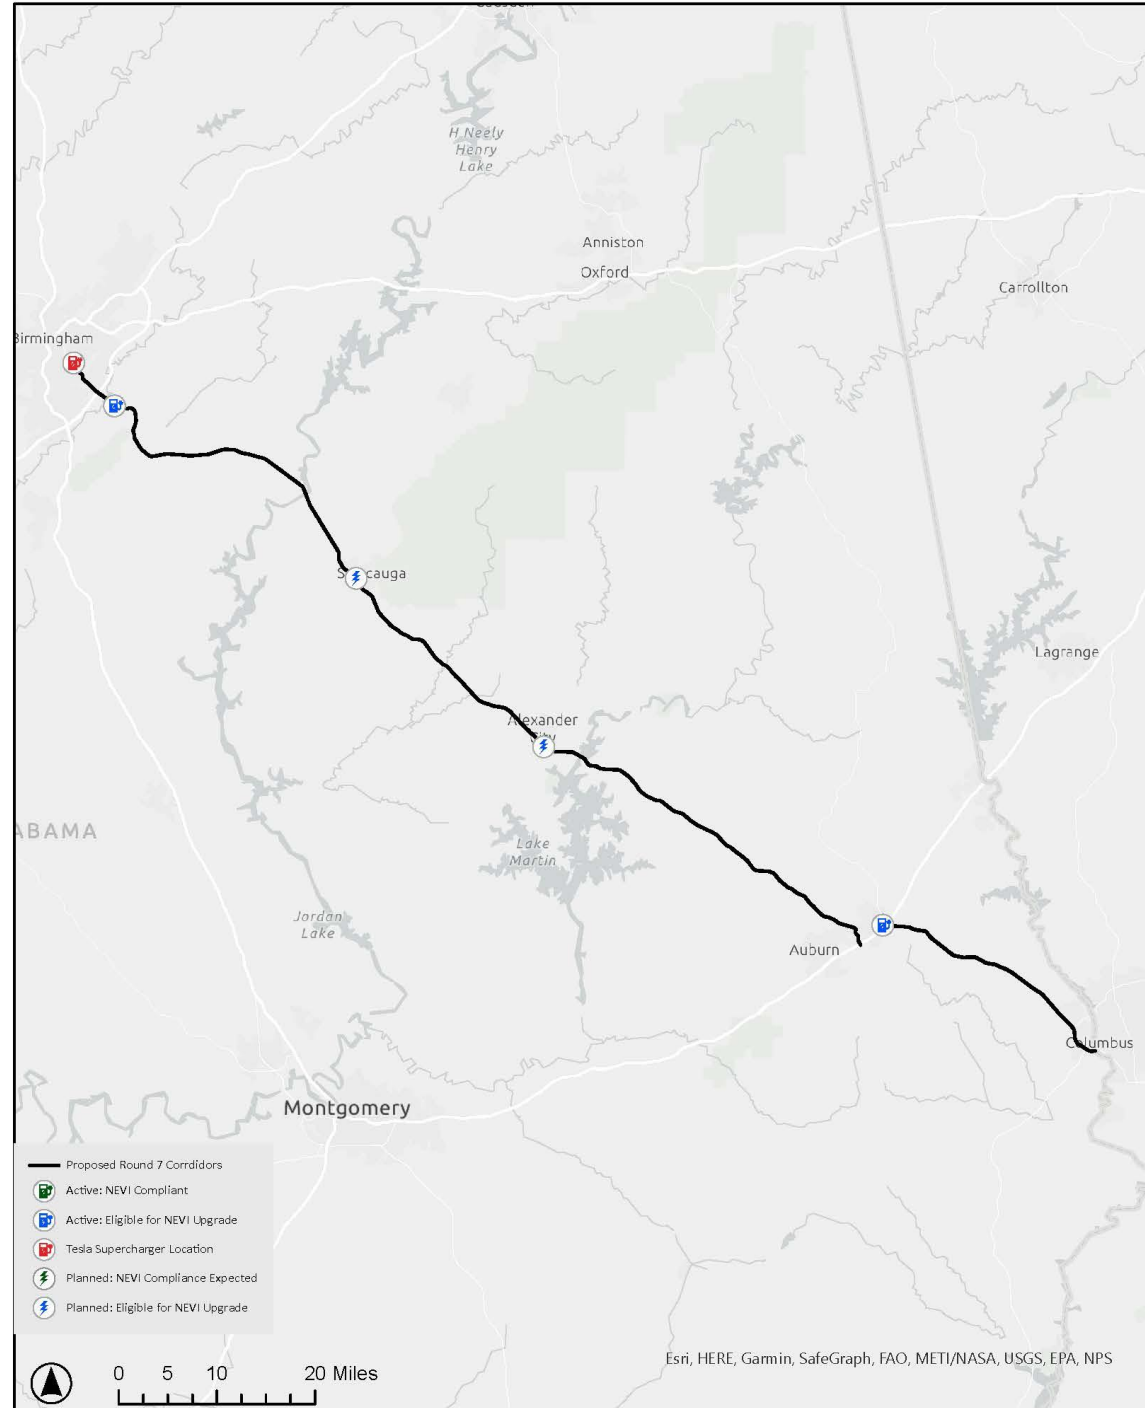 H Neely
Henry
Lake
Anniston
Oxford
Carrollton
Birmingham
S cauga
Lagrange
Alexander
City
ABAMA
Lake
Martin
Jordan
Lake
Auburn
Columbus
Montgomery
Proposed Round 7 Corrdidors
Active: NEVI Compliant
Active: Eligible for NEVI Upgrade
Tesla Supercharger Location
Planned: NEVI Compliance Expected
Planned: Eligible for NEVI Upgrade
0 5 10 20 Miles
Esri, HERE, Garmin, SafeGraph, FAO, METI/NASA, USGS, EPA, NPS